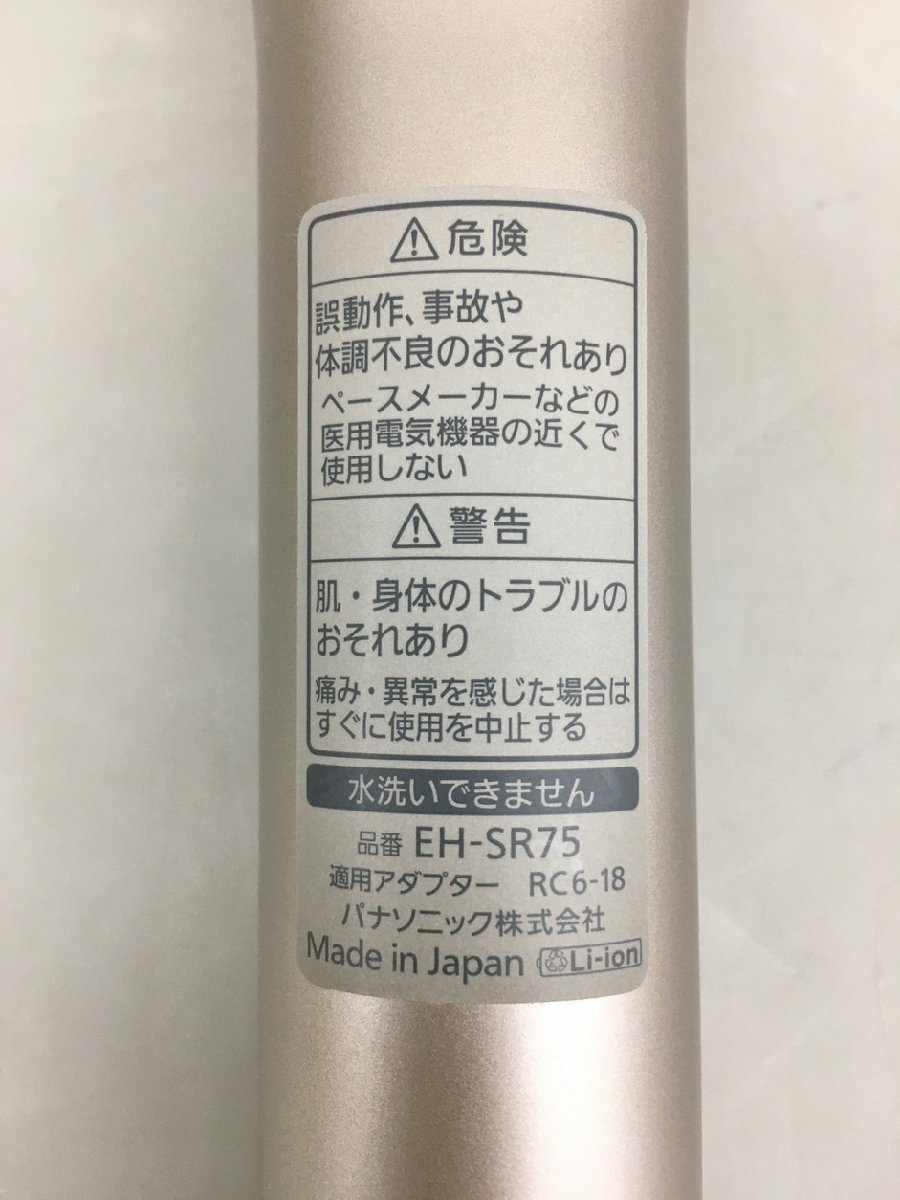 ⚠危険
誤動作、事故や
体調不良のおそれあり
ペースメーカーなどの
医用電気機器の近くで
使用しない
⚠警告
肌・身体のトラブルの
おそれあり
痛み・異常を感じた場合は
すぐに使用を中止する
水洗いできません
品番 EH-SR75
適用アダプター RC6-18
パナソニック株式会社
Made in Japan Li-ion